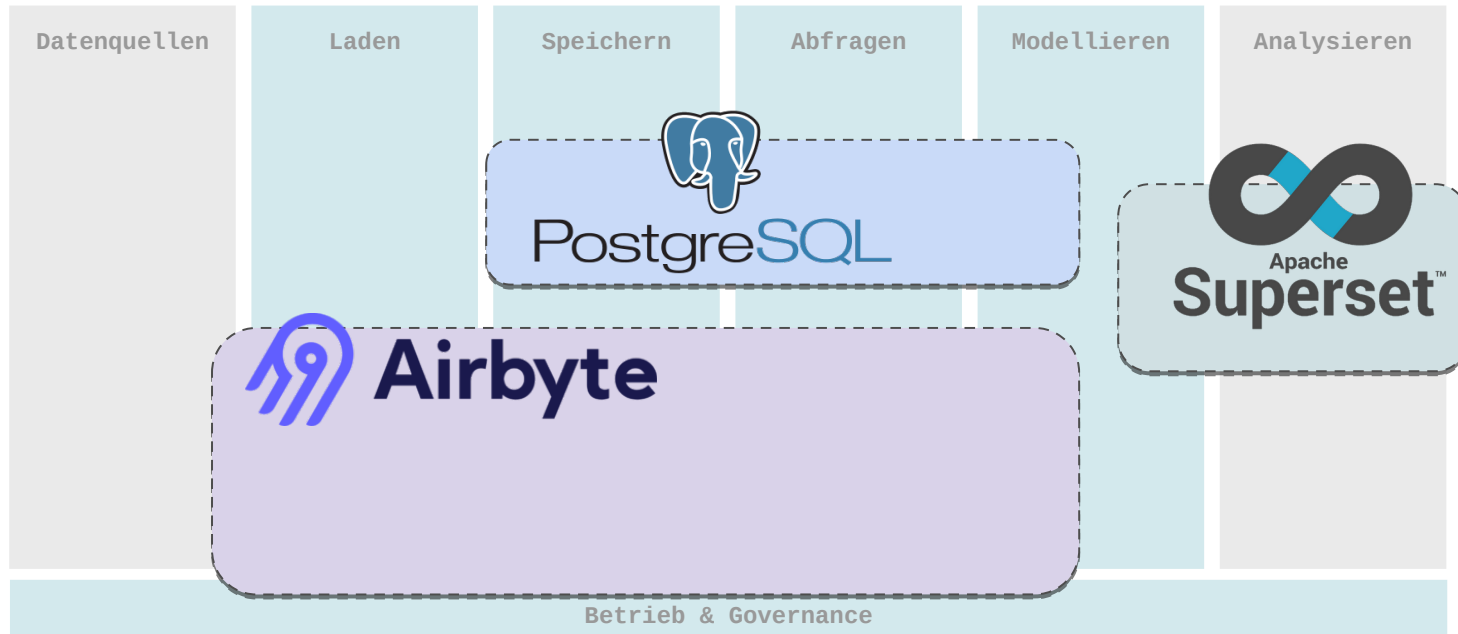 Datenquellen
Laden
Speichern
Abfragen
Modellieren
Analysieren
PostgreSQL
Apache
Superset™
Airbyte
Betrieb & Governance